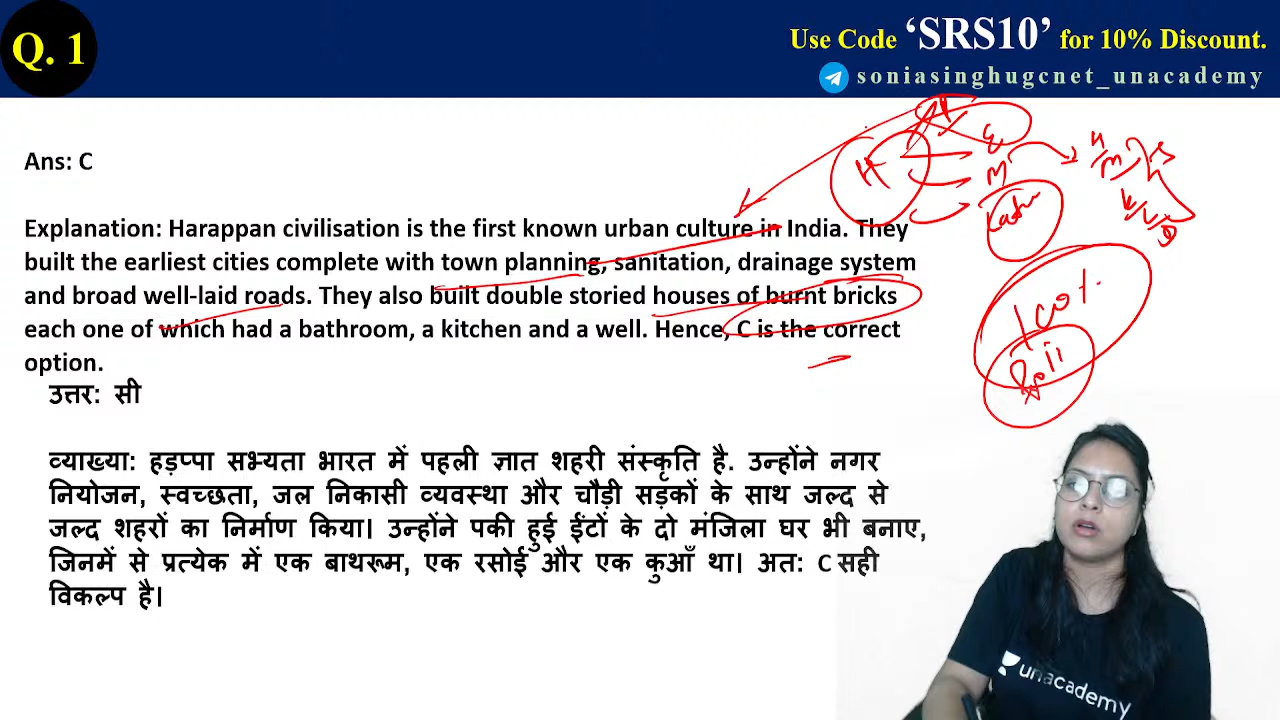 Q. 1
Use Code ‘SRS10’ for 10% Discount.
soniasinghugcnet_unacademy
Ans: C
Explanation: Harappan civilisation is the first known urban culture in India. They
built the earliest cities complete with town planning, sanitation, drainage system
and broad well-laid roads. They also built double storied houses of burnt bricks
each one of which had a bathroom, a kitchen and a well. Hence, C is the correct
option.
उत्तर: सी
व्याख्या: हड़प्पा सभ्यता भारत में पहली ज्ञात शहरी संस्कृति है. उन्होंने नगर
नियोजन, स्वच्छता, जल निकासी व्यवस्था और चौड़ी सड़कों के साथ जल्द से
जल्द शहरों का निर्माण किया। उन्होंने पकी हुई ईंटों के दो मंजिला घर भी बनाए,
जिनमें से प्रत्येक में एक बाथरूम, एक रसोई और एक कुआँ था। अत: C सही
विकल्प है।
H
M
100%
unacademy